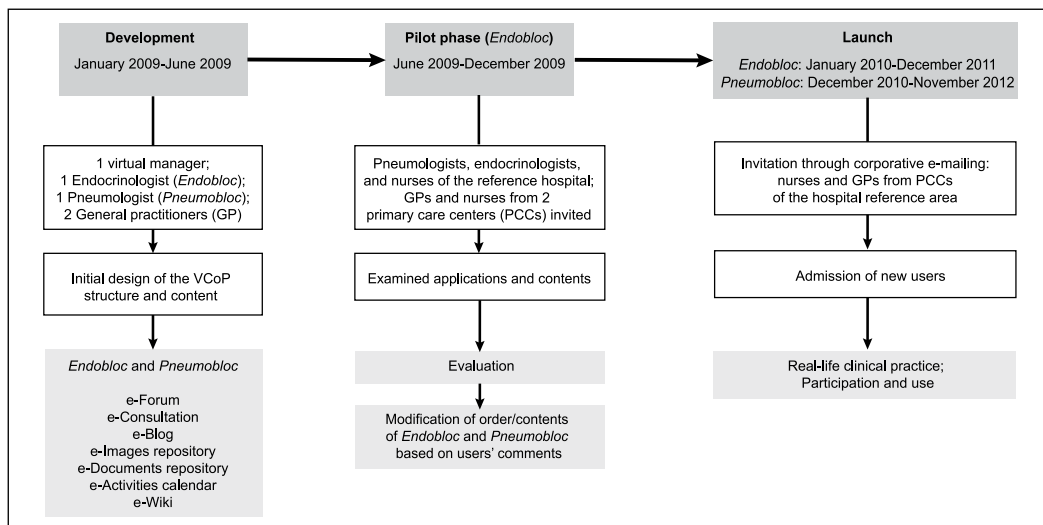 Development
January 2009-June 2009
1 virtual manager;
1 Endocrinologist (Endobloc);
1 Pneumologist (Pneumobloc);
2 General practitioners (GP)
Initial design of the VCoP
structure and content
Endobloc and Pneumobloc
e-Forum
e-Consultation
e-Blog
e-Images repository
e-Documents repository
e-Activities calendar
e-Wiki
Pilot phase (Endobloc)
June 2009-December 2009
Pneumologists, endocrinologists,
and nurses of the reference hospital;
GPs and nurses from 2
primary care centers (PCCs) invited
Examined applications and contents
Evaluation
Modification of order/contents
of Endobloc and Pneumobloc
based on users' comments
Launch
Endobloc: January 2010-December 2011
Pneumobloc: December 2010-November 2012
Invitation through corporative e-mailing:
nurses and GPs from PCCs
of the hospital reference area
Admission of new users
Real-life clinical practice;
Participation and use